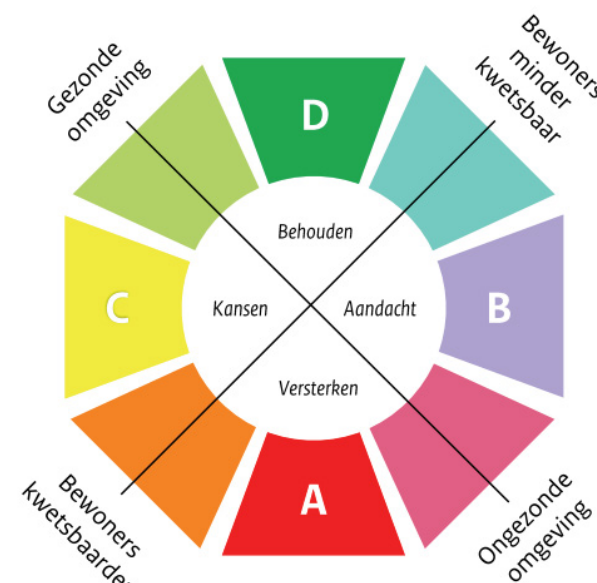 Gezonde
omgeving
D
Bewoners
minder
kwetsbaar
Behouden
C
Kansen
Aandacht
B
Versterken
Bewoners
kwetsbaarder
A
Ongezonde
omgeving